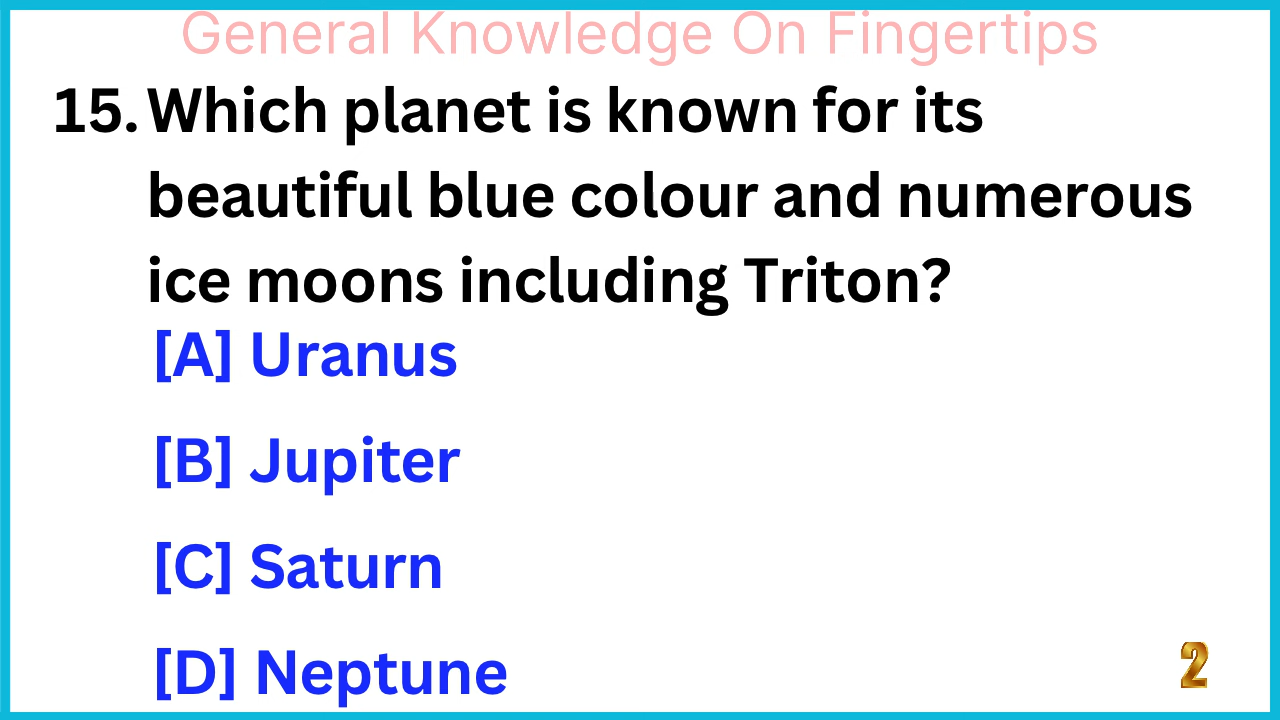 General Knowledge On Fingertips
15. Which planet is known for its
beautiful blue colour and numerous
ice moons including Triton?
[A] Uranus
[B] Jupiter
[C] Saturn
[D] Neptune
2